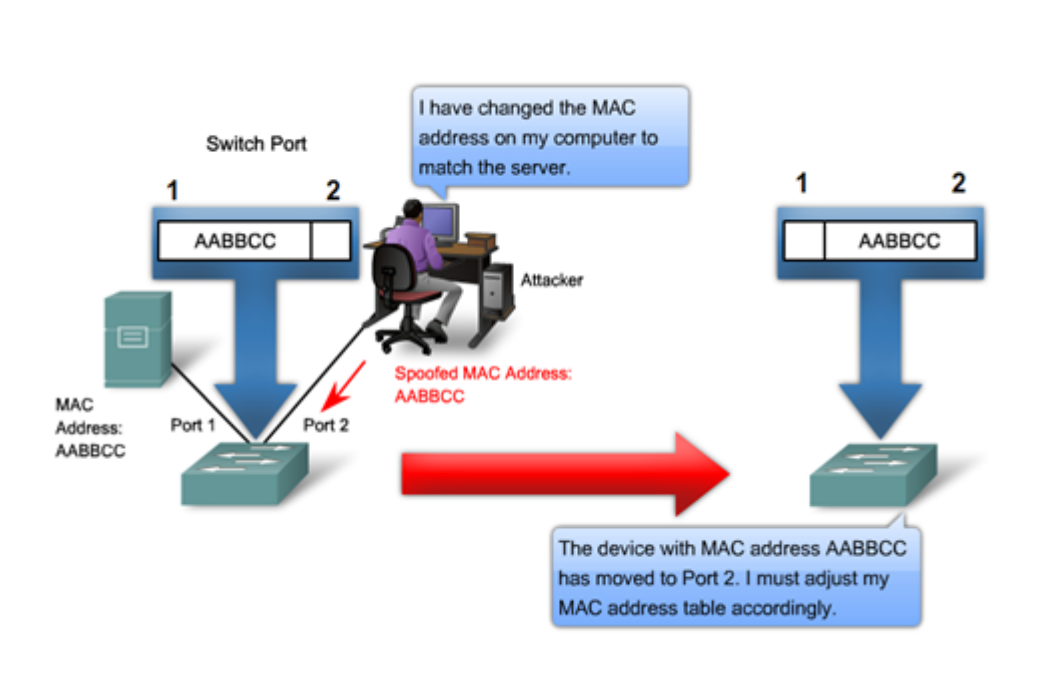 I have changed the MAC
address on my computer to
match the server.
Switch Port
1
2
AABBCC
Attacker
Spoofed MAC Address:
AABBCC
MAC
Address:
AABBCC
Port 1
Port 2
1
2
AABBCC
The device with MAC address AABBCC
has moved to Port 2. I must adjust my
MAC address table accordingly.